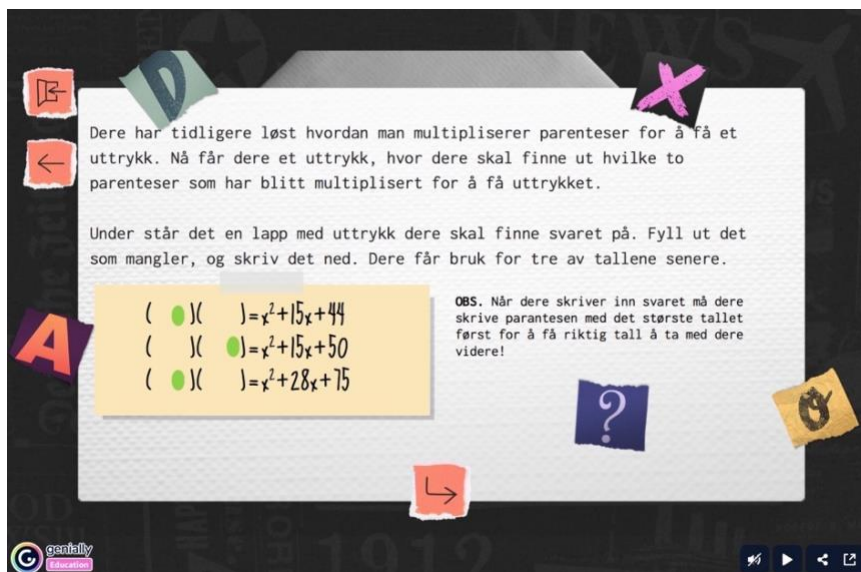 D
X
Dere har tidligere løst hvordan man multipliserer parenteser for å få et
uttrykk. Nå får dere et uttrykk, hvor dere skal finne ut hvilke to
parenteser som har blitt multiplisert for å få uttrykket.
Under står det en lapp med uttrykk dere skal finne svaret på. Fyll ut det
som mangler, og skriv det ned. Dere får bruk for tre av tallene senere.
( )( )=x²+15x+44
( )( )=x²+15x+50
( )( )=x²+28x+75
OBS. Når dere skriver inn svaret må dere
skrive parantesen med det største tallet
først for å få riktig tall å ta med dere
videre!
A
?
genially
Education
NEWS
1912